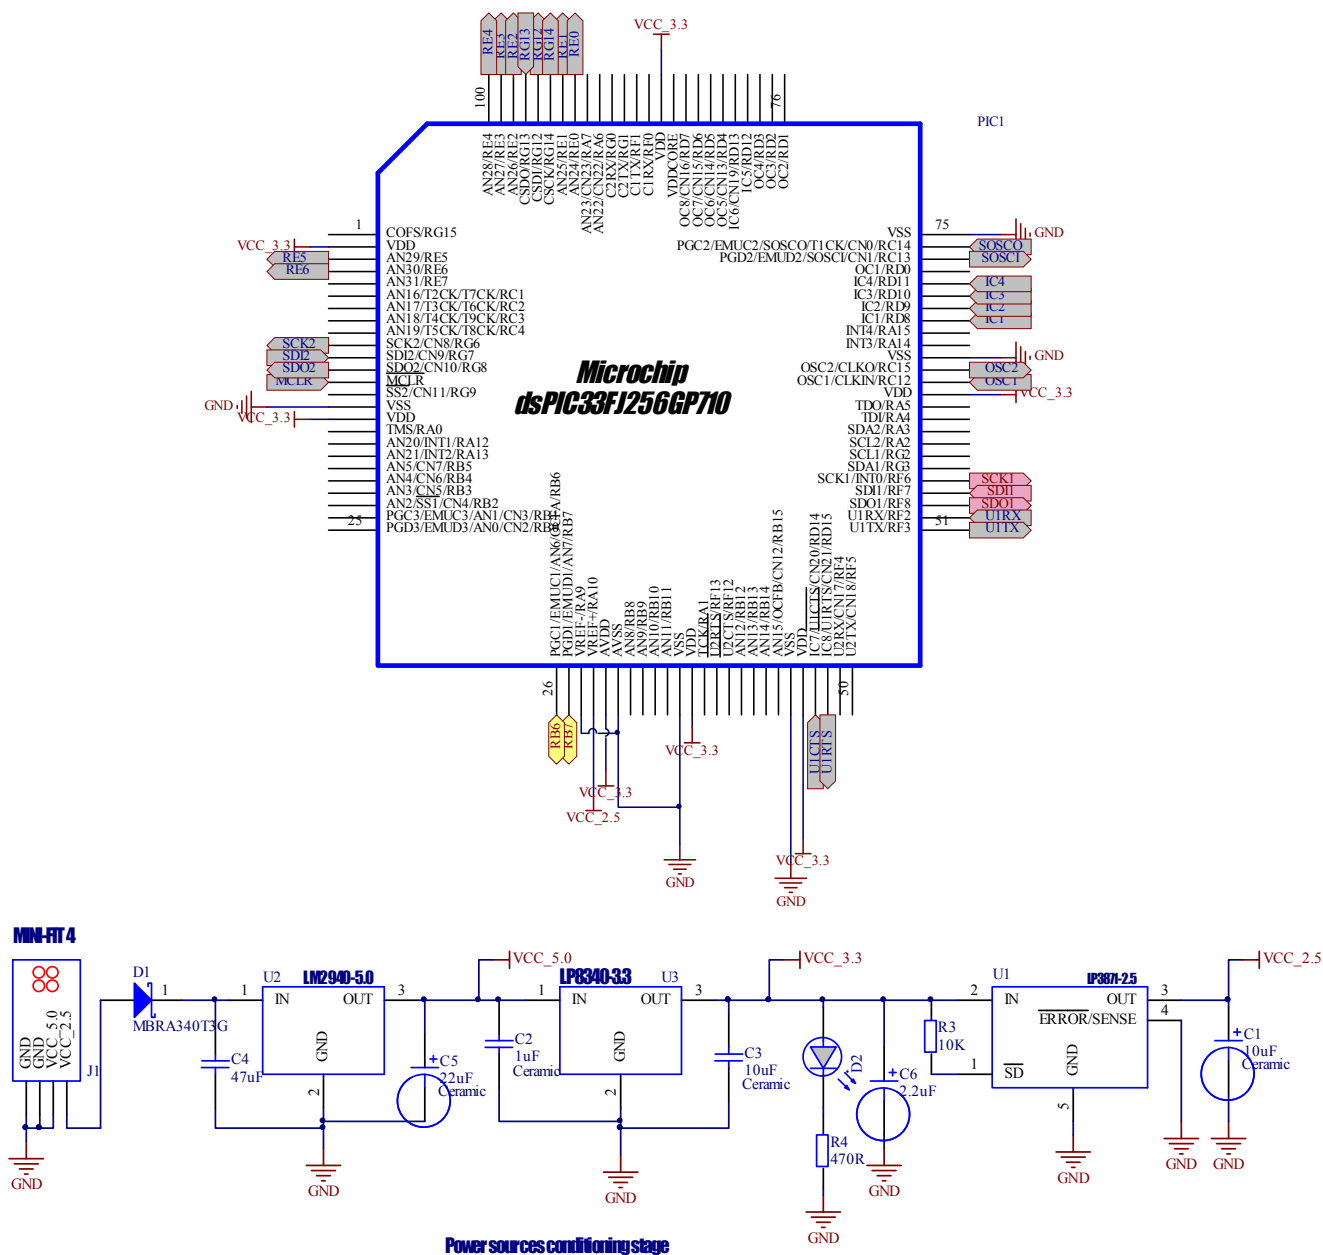 VCC_3.3
RE4
RE3
RE2
RG13
RG12
RG14
RE1
RE0
100
76
PIC1
AN28/RE4
AN27/RE3
AN26/RE2
CSDO/RG13
CSDI/RG12
CSCK/RG14
AN25/RE1
AN24/RE0
AN23/CN23/RA7
AN22/CN22/RA6
C2RX/RG0
C2TX/RG1
C1TX/RF1
C1RX/RF0
VDD
VDDCORE
OC8/CN16/RD7
OC7/CN15/RD6
OC6/CN14/RD5
OC5/CN13/RD4
IC6/CN19/RD13
IC5/RD12
OC4/RD3
OC3/RD2
OC2/RD1
1
VCC_3.3
RE5
RE6
SCK2
SDI2
SDO2
MCLR
GND
VCC_3.3
25
COFS/RG15
VDD
AN29/RE5
AN30/RE6
AN31/RE7
AN16/T2CK/T7CK/RC1
AN17/T3CK/T6CK/RC2
AN18/T4CK/T9CK/RC3
AN19/T5CK/T8CK/RC4
SCK2/CN8/RG6
SDI2/CN9/RG7
SDO2/CN10/RG8
MCLR
SS2/CN11/RG9
VSS
VDD
TMS/RA0
AN20/INT1/RA12
AN21/INT2/RA13
AN5/CN7/RB5
AN4/CN6/RB4
AN3/CN5/RB3
AN2/SS1/CN4/RB2
PGC3/EMUC3/AN1/CN3/RB1
PGD3/EMUD3/AN0/CN2/RB0
Microchip
dsPIC33FJ256GP710
VSS
PGC2/EMUC2/SOSCO/T1CK/CN0/RC14
PGD2/EMUD2/SOSCI/CN1/RC13
OC1/RD0
IC4/RD11
IC3/RD10
IC2/RD9
IC1/RD8
INT4/RA15
INT3/RA14
VSS
OSC2/CLKO/RC15
OSC1/CLKIN/RC12
VDD
TDO/RA5
TDI/RA4
SDA2/RA3
SCL2/RA2
SCL1/RG2
SDA1/RG3
SCK1/INT0/RF6
SDI1/RF7
SDO1/RF8
U1RX/RF2
U1TX/RF3
75
GND
SOSCO
SOSCI
IC4
IC3
IC2
IC1
GND
OSC2
OSC1
VCC_3.3
SCK1
SDI1
SDO1
U1RX
51
U1TX
PGC1/EMUC1/AN6/OCFA/RB6
PGD1/EMUD1/AN7/RB7
VREF-/RA9
VREF+/RA10
AVDD
AVSS
AN8/RB8
AN9/RB9
AN10/RB10
AN11/RB11
VSS
VDD
TCK/RA1
U2RTS/RF13
U2CTS/RF12
AN12/RB12
AN13/RB13
AN14/RB14
AN15/OCFB/CN12/RB15
VSS
VDD
IC7/U1CTS/CN20/RD14
IC8/U1RTS/CN21/RD15
U2RX/CN17/RF4
U2TX/CN18/RF5
26
50
RB6
RB7
U1CTS
U1RTS
VCC_3.3
VCC_3.3
VCC_2.5
VCC_3.3
GND
GND
MINI-FIT 4
GND
GND
VCC_5.0
VCC_2.5
J1
GND
D1
1
MBRA340T3G
C4
47uF
U2
LM2940-5.0
1
IN
OUT
3
GND
2
GND
C5
22uF
Ceramic
VCC_5.0
C2
1uF
Ceramic
LP8340-3.3
U3
1
IN
OUT
3
GND
2
GND
C3
10uF
Ceramic
VCC_3.3
D2
R4
470R
GND
C6
2.2uF
GND
R3
10K
U1
LP3871-2.5
2
IN
OUT
3
ERROR/SENSE
4
1
SD
GND
5
GND
GND
VCC_2.5
C1
10uF
Ceramic
GND
Power sources conditioning stage